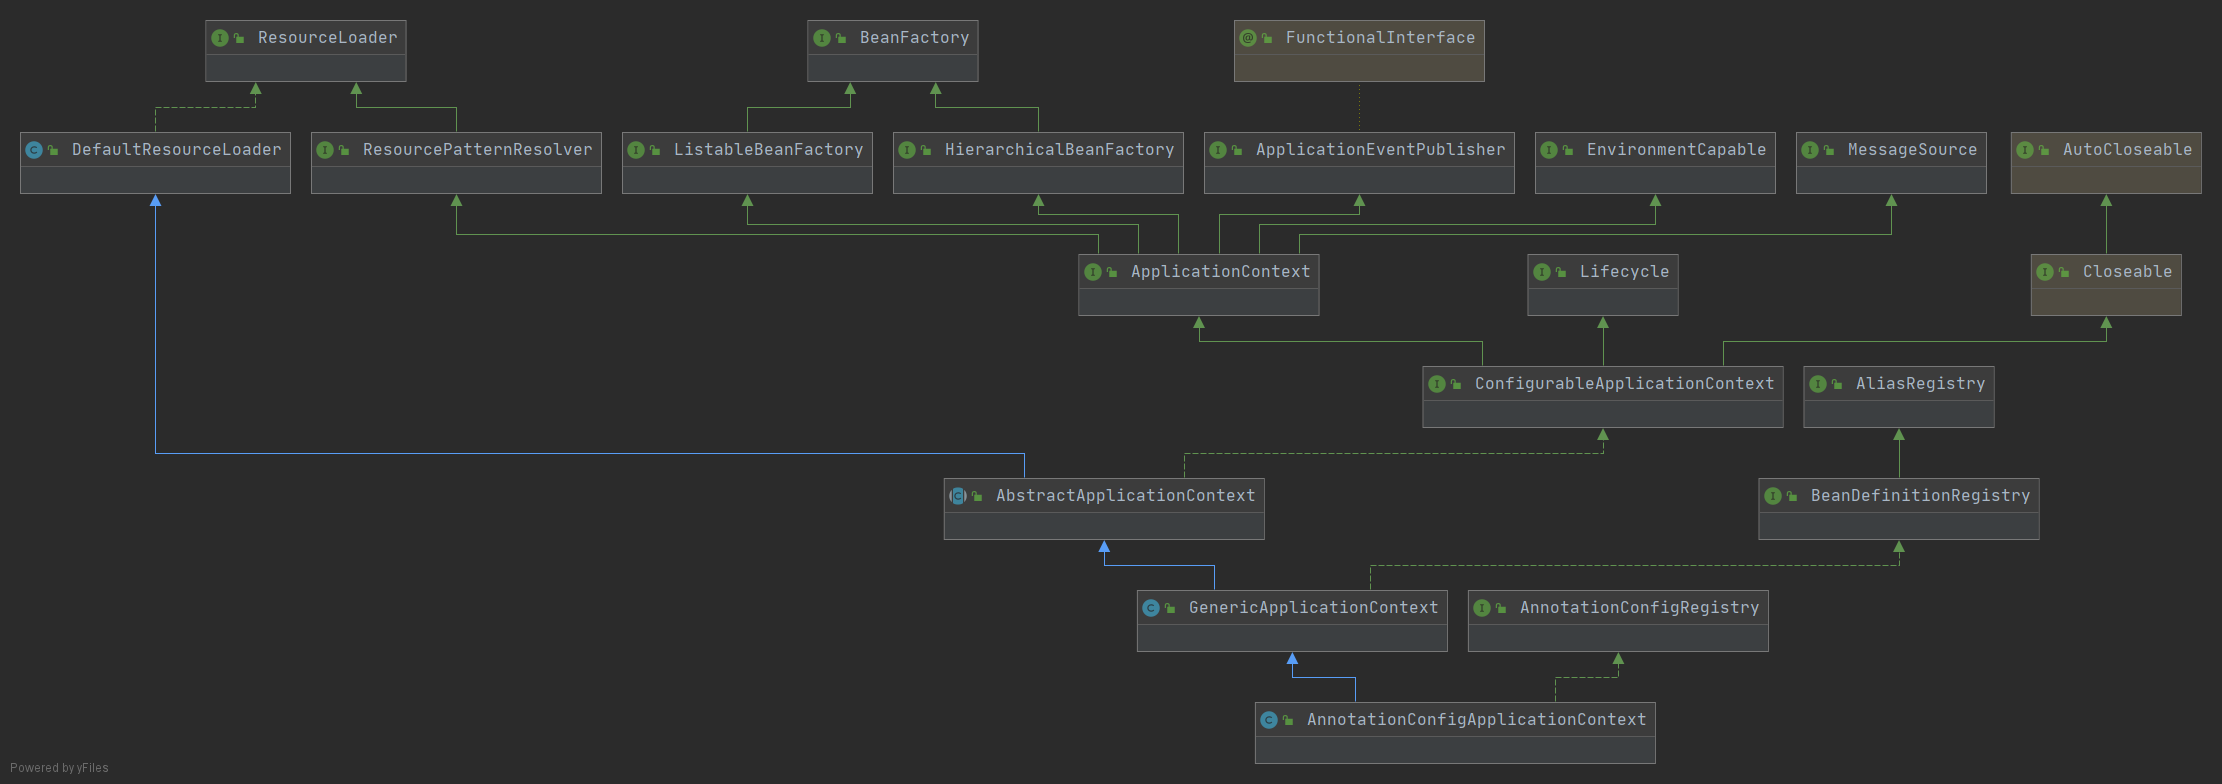 ResourceLoader
BeanFactory
FunctionalInterface
DefaultResourceLoader
ResourcePatternResolver
ListableBeanFactory
HierarchicalBeanFactory
ApplicationEventPublisher
EnvironmentCapable
MessageSource
AutoCloseable
ApplicationContext
Lifecycle
Closeable
ConfigurableApplicationContext
AliasRegistry
AbstractApplicationContext
BeanDefinitionRegistry
GenericApplicationContext
AnnotationConfigRegistry
AnnotationConfigApplicationContext
Powered by yFiles